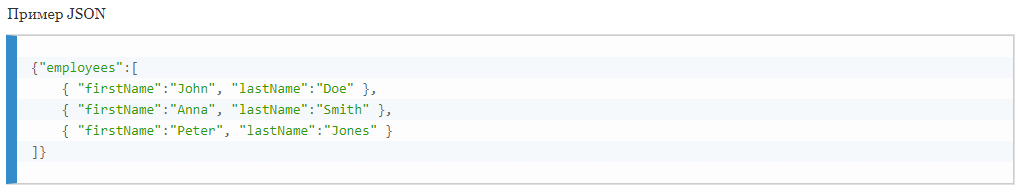 Пример JSON
{"employees":[
    { "firstName":"John", "lastName":"Doe" },
    { "firstName":"Anna", "lastName":"Smith" },
    { "firstName":"Peter", "lastName":"Jones" }
]}